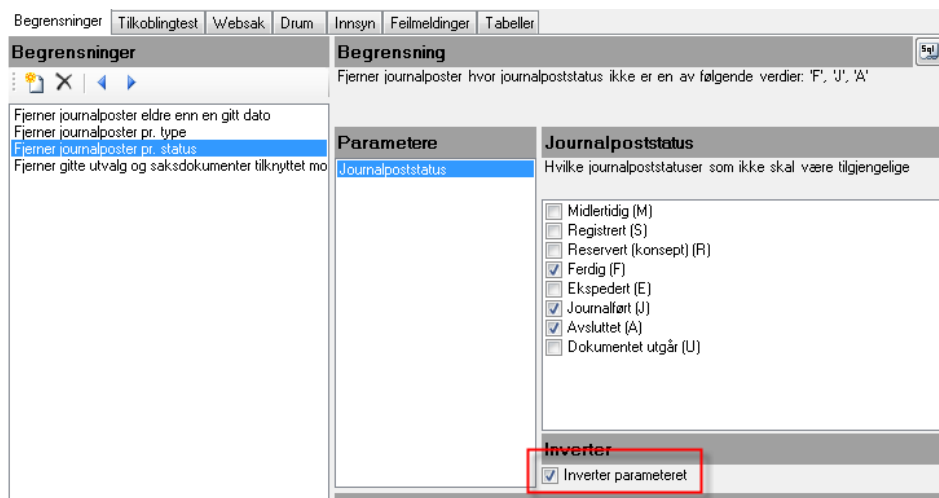 Begrensninger Tilkoblingtest Websak Drum Innsyn Feilmeldinger Tabeller
Begrensninger
Begrensning
Sql
Fjerner journalposter hvor journalpoststatus ikke er en av følgende verdier: 'F', 'J', 'A'
Fjerner journalposter eldre enn en gitt dato
Fjerner journalposter pr. type
Fjerner journalposter pr. status
Fjerner gitte utvalg og saksdokumenter tilknyttet mo
Parametere
Journalpoststatus
Journalpoststatus
Hvilke journalpoststatuser som ikke skal være tilgjengelige
Midlertidig (M)
Registrert (S)
Reservert (konsept) (R)
Ferdig (F)
Ekspedert (E)
Journalført (J)
Avsluttet (A)
Dokumentet utgår (U)
Inverter
Inverter parameteret